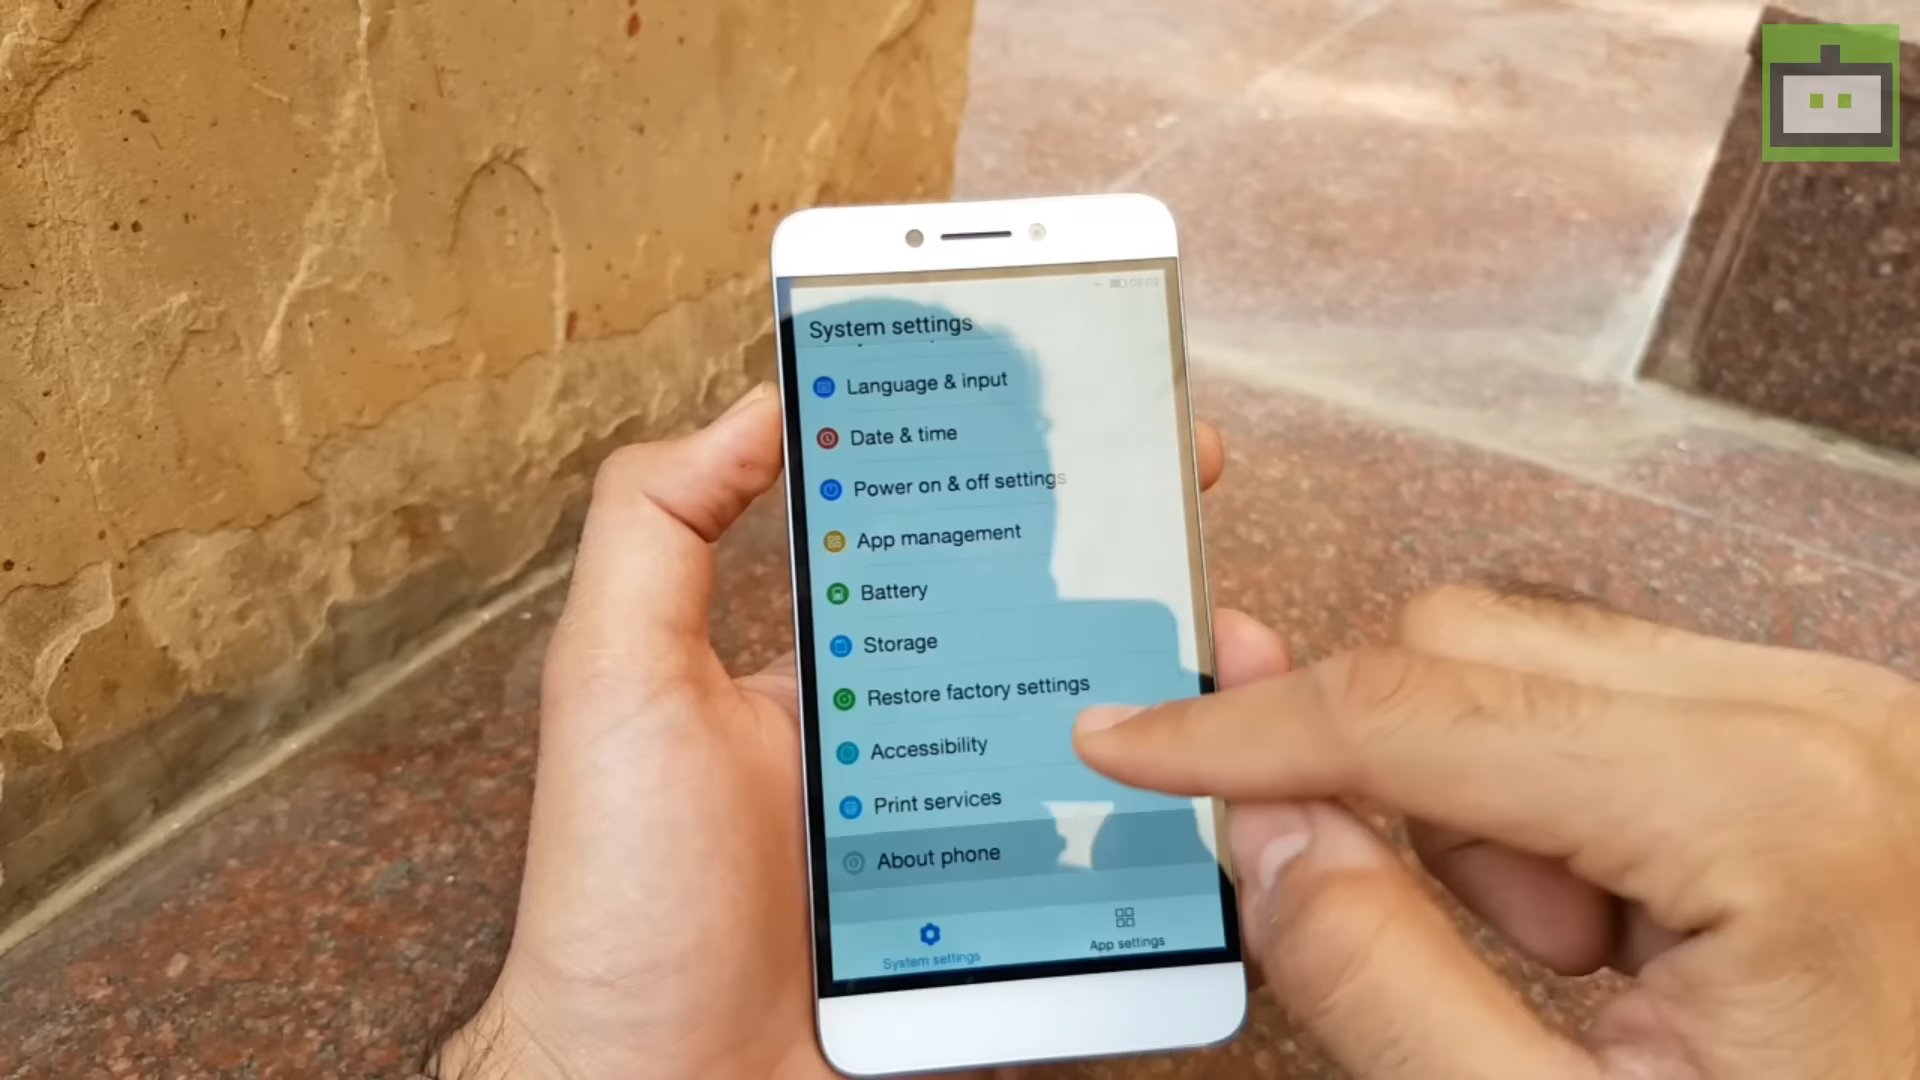 System settings
Language & input
Date & time
Power on & off settings
App management
Battery
Storage
Restore factory settings
Accessibility
Print services
About phone
System settings
App settings